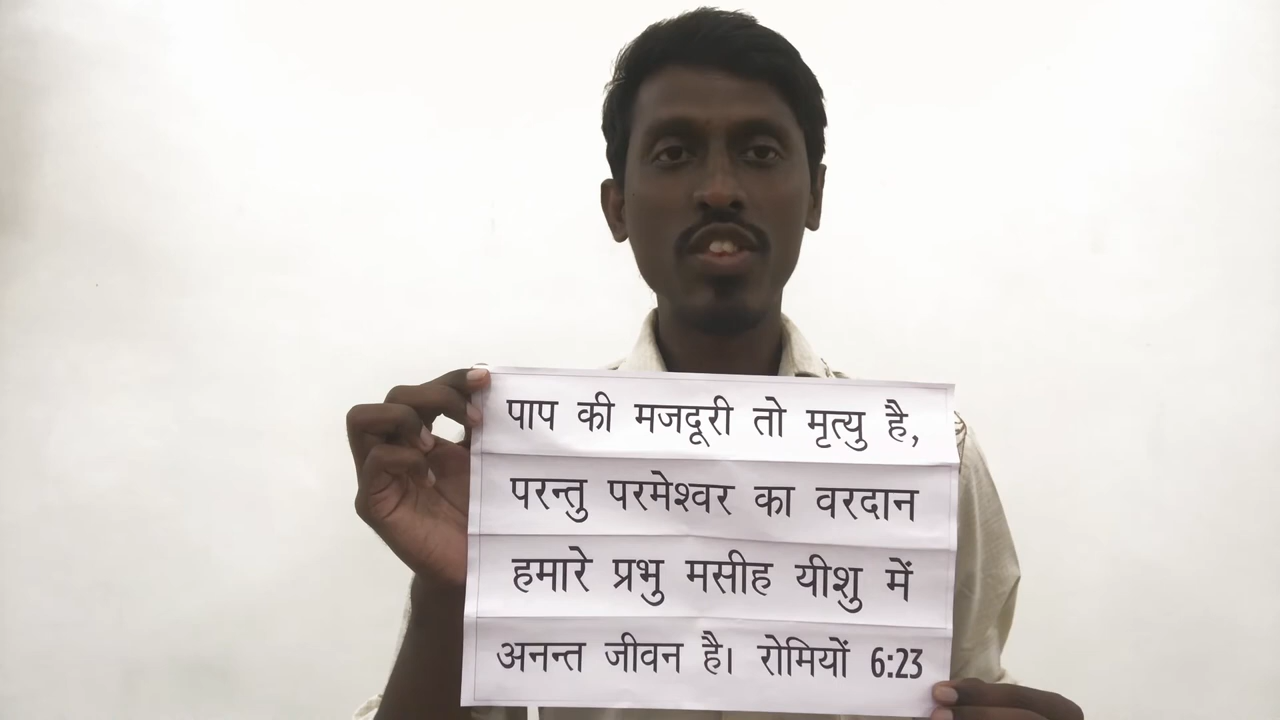 पाप की मजदूरी तो मृत्यु है,
परन्तु परमेश्वर का वरदान
हमारे प्रभु मसीह यीशु में
अनन्त जीवन है। रोमियों 6:23